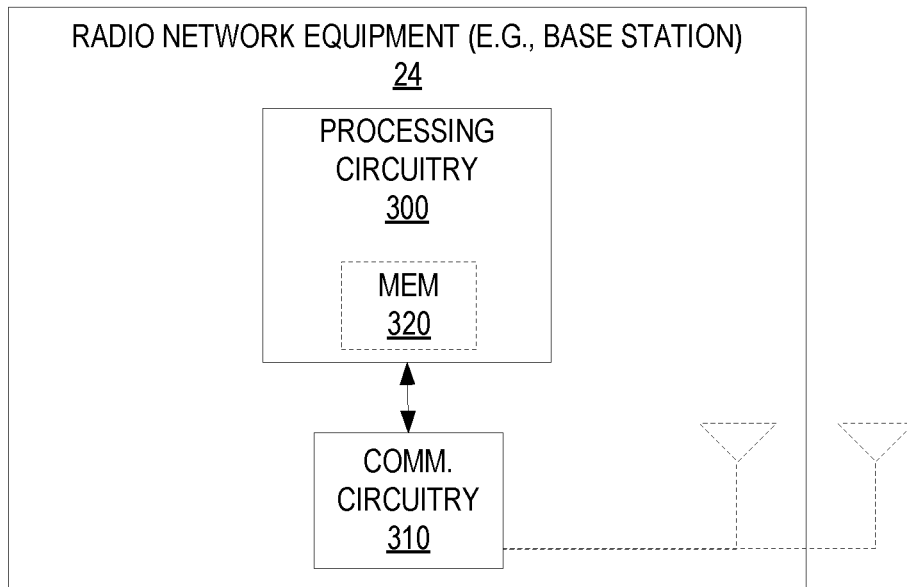 RADIO NETWORK EQUIPMENT (E.G., BASE STATION)
24
PROCESSING
CIRCUITRY
300
MEM
320
COMM.
CIRCUITRY
310